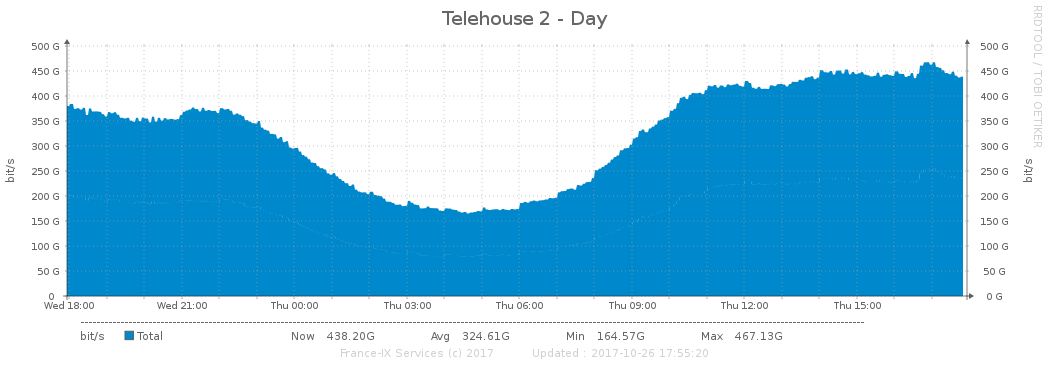 Telehouse 2 - Day
RRDTOOL / TOBI OETIKER
bit/s
500 G 500 G
450 G 450 G
400 G 400 G
350 G 350 G
300 G 300 G
250 G 250 G
200 G 200 G
150 G 150 G
100 G 100 G
50 G 50 G
0 0 G
bit/s
Wed 18:00 Wed 21:00 Thu 00:00 Thu 03:00 Thu 06:00 Thu 09:00 Thu 12:00 Thu 15:00
bit/s Total Now 438.20G Avg 324.61G Min 164.57G Max 467.13G
France-IX Services (c) 2017 Updated : 2017-10-26 17:55:20